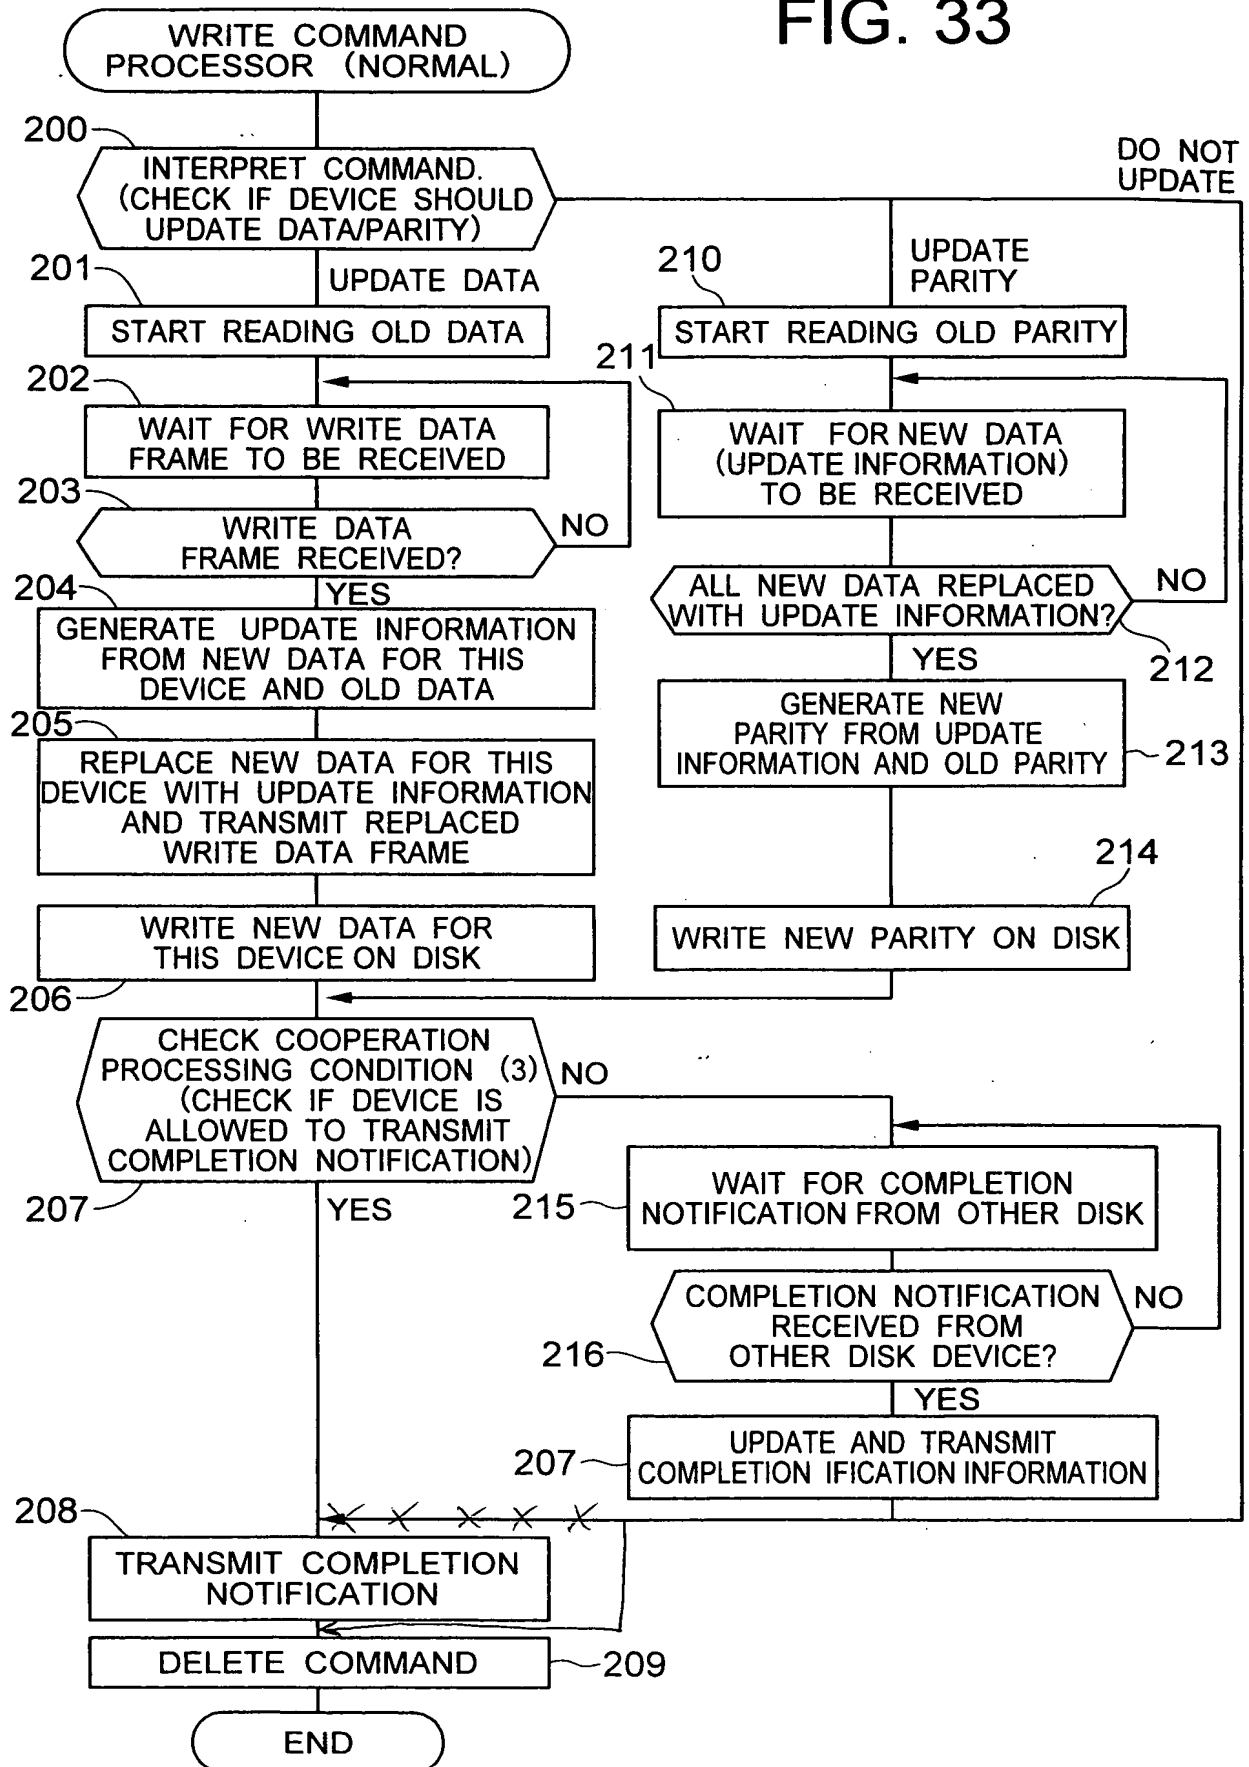 FIG. 33
WRITE COMMAND
PROCESSOR (NORMAL)
200
INTERPRET COMMAND.
(CHECK IF DEVICE SHOULD
UPDATE DATA/PARITY)
DO NOT
UPDATE
201
UPDATE DATA
START READING OLD DATA
202
WAIT FOR WRITE DATA
FRAME TO BE RECEIVED
203
WRITE DATA
FRAME RECEIVED?
NO
YES
204
GENERATE UPDATE INFORMATION
FROM NEW DATA FOR THIS
DEVICE AND OLD DATA
205
REPLACE NEW DATA FOR THIS
DEVICE WITH UPDATE INFORMATION
AND TRANSMIT REPLACED
WRITE DATA FRAME
WRITE NEW DATA FOR
THIS DEVICE ON DISK
206
210
UPDATE
PARITY
START READING OLD PARITY
211
WAIT FOR NEW DATA
(UPDATE INFORMATION)
TO BE RECEIVED
ALL NEW DATA REPLACED
WITH UPDATE INFORMATION?
NO
212
YES
GENERATE NEW
PARITY FROM UPDATE
INFORMATION AND OLD PARITY
213
214
WRITE NEW PARITY ON DISK
CHECK COOPERATION
PROCESSING CONDITION (3)
(CHECK IF DEVICE IS
ALLOWED TO TRANSMIT
COMPLETION NOTIFICATION)
NO
207
YES
215
WAIT FOR COMPLETION
NOTIFICATION FROM OTHER DISK
COMPLETION NOTIFICATION
RECEIVED FROM
OTHER DISK DEVICE?
NO
216
YES
207
UPDATE AND TRANSMIT
COMPLETION IFICATION INFORMATION
208
TRANSMIT COMPLETION
NOTIFICATION
DELETE COMMAND
209
END